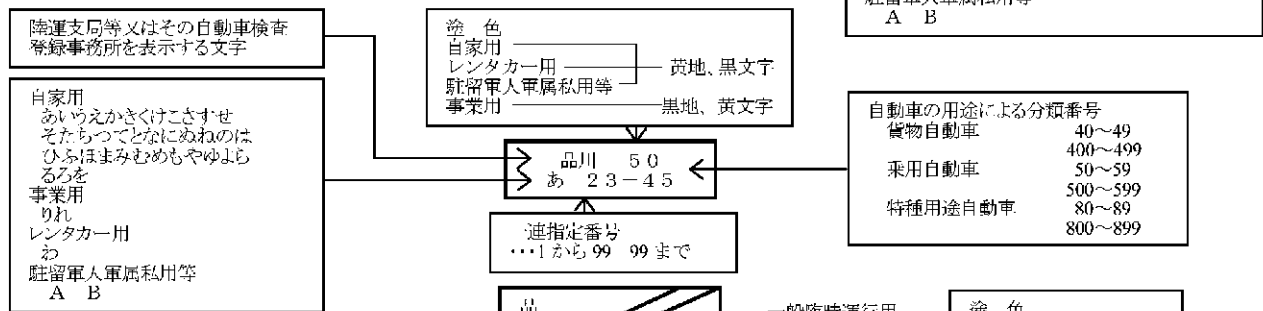 駐留軍人軍属私用等
A B
陸運支局等又はその自動車検査
登録事務所を表示する文字
塗 色
自家用
レンタカー用 黄地、黒文字
駐留軍人軍属私用等
事業用 黒地、黄文字
自家用
あいうえかきくけこさすせ
そたちつてとなにぬねのは
ひふほまみむめもやゆよら
るろを
事業用
りれ
レンタカー用
わ
駐留軍人軍属私用等
A B
品川 50
あ 23-45
一連指定番号
・・・1から99 99まで
自動車の用途による分類番号
貨物自動車 40～49
400～499
乗用自動車 50～59
500～599
特種用途自動車 80～89
800～899
品
一般臨時運行用
塗 色